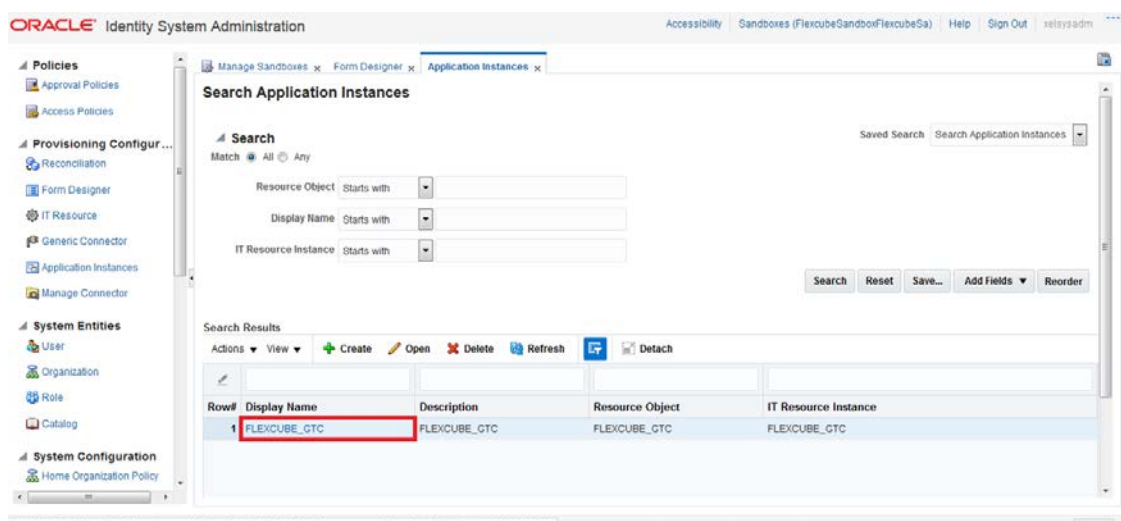 ORACLE Identity System Administration
Accessibility Sandboxes (FlexcubeSandboxFlexcubeSa) Help Sign Out xelsysadm
Policies
Approval Policies
Access Policies
Provisioning Configur...
Reconciliation
Form Designer
IT Resource
Generic Connector
Application Instances
Manage Connector
System Entities
User
Organization
Role
Catalog
System Configuration
Home Organization Policy
Manage Sandboxes Form Designer Application Instances
Search Application Instances
Search
Saved Search Search Application Instances
Match All Any
Resource Object Starts with
Display Name Starts with
IT Resource Instance Starts with
Search Reset Save... Add Fields Reorder
Search Results
Actions View Create Open Delete Refresh Detach
Row# Display Name Description Resource Object IT Resource Instance
1 FLEXCUBE_GTC FLEXCUBE_GTC FLEXCUBE_GTC FLEXCUBE_GTC